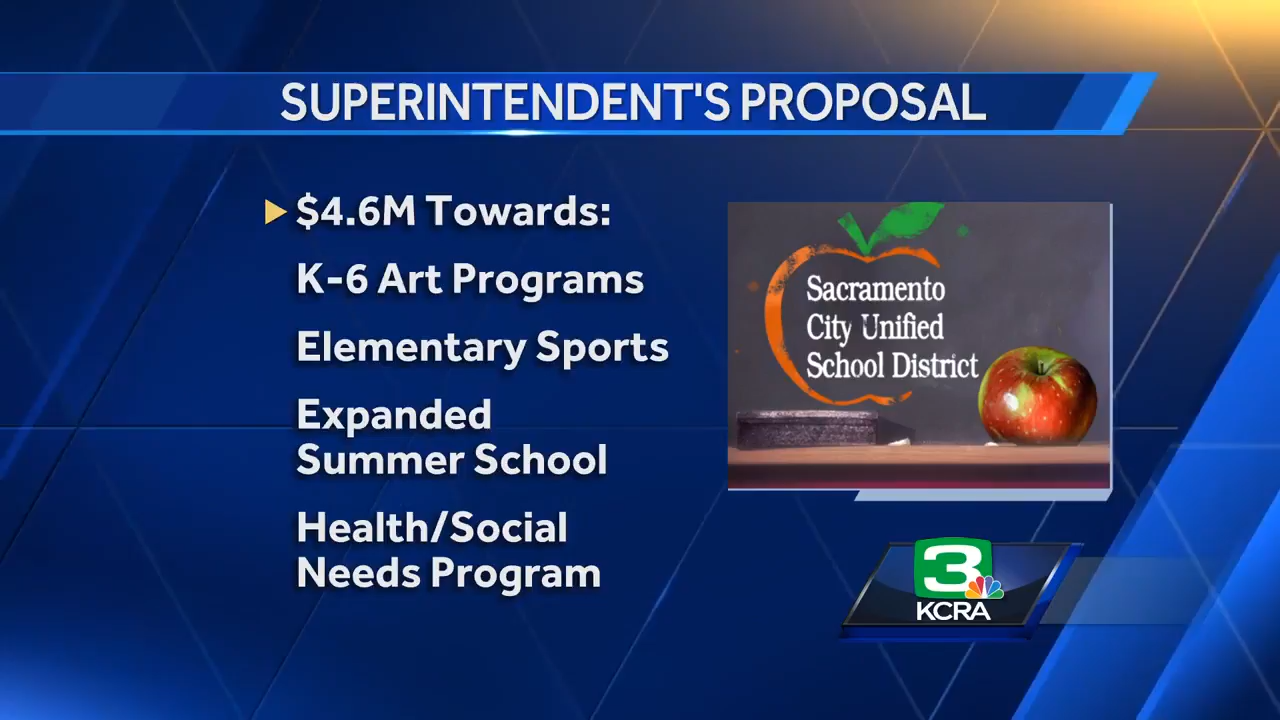 SUPERINTENDENT'S PROPOSAL
$4.6M Towards:
K-6 Art Programs
Elementary Sports
Expanded
Summer School
Health/Social
Needs Program
Sacramento
City Unified
School District
3
KCRA